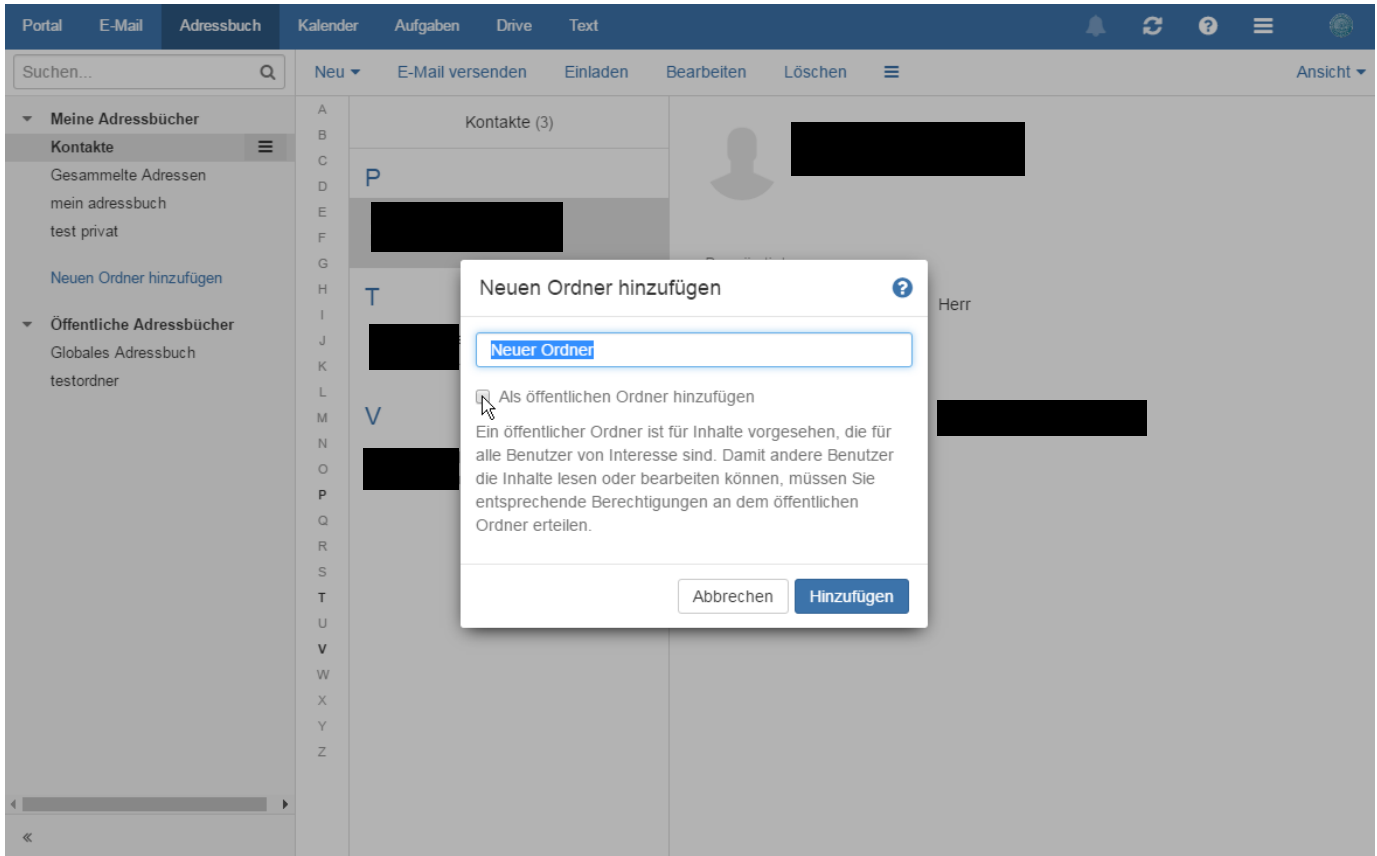 Portal E-Mail Adressbuch Kalender Aufgaben Drive Text
Suchen...
Neu E-Mail versenden Einladen Bearbeiten Löschen Ansicht
Meine Adressbücher
Kontakte
Gesammelte Adressen
mein adressbuch
test privat
Neuen Ordner hinzufügen
Öffentliche Adressbücher
Globales Adressbuch
testordner
A
B
C
D
E
F
G
H
I
J
K
L
M
N
O
P
Q
R
S
T
U
V
W
X
Y
Z
Kontakte (3)
P
T
V
Herr
Neuen Ordner hinzufügen
Neuer Ordner
Als öffentlichen Ordner hinzufügen
Ein öffentlicher Ordner ist für Inhalte vorgesehen, die für
alle Benutzer von Interesse sind. Damit andere Benutzer
die Inhalte lesen oder bearbeiten können, müssen Sie
entsprechende Berechtigungen an dem öffentlichen
Ordner erteilen.
Abbrechen Hinzufügen